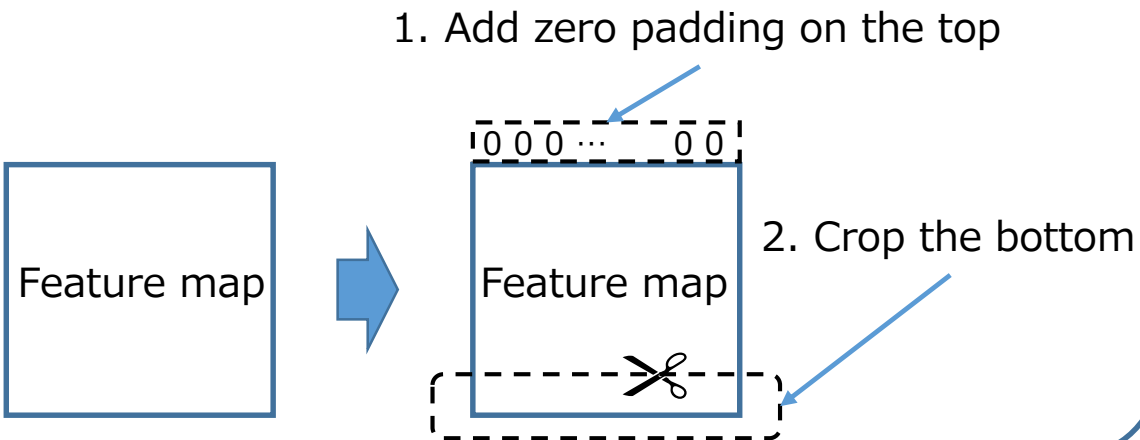 1. Add zero padding on the top
0 0 0 ⋯ 0 0
2. Crop the bottom
Feature map
Feature map